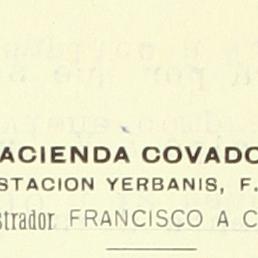 ACIENDA COVADO
STACION YERBANIS, F.
strador FRANCISCO A C